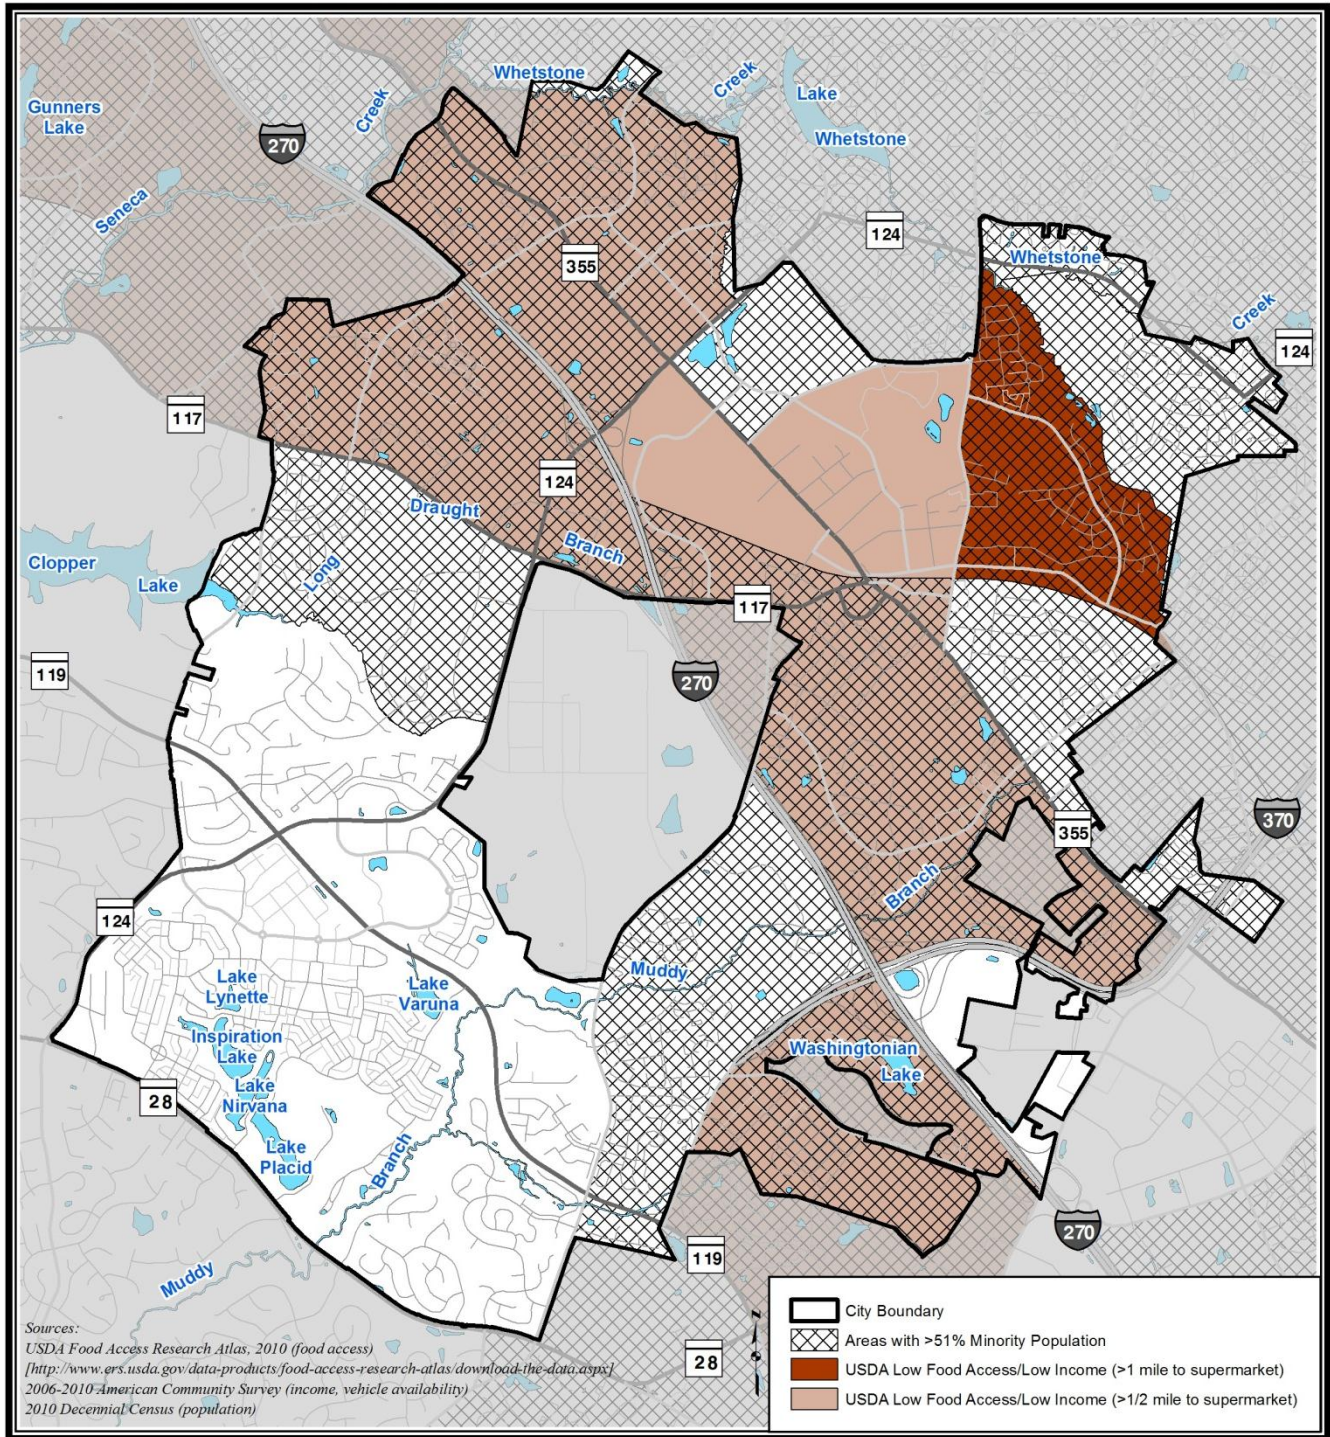 Whetstone
Creek
Lake
Whetstone
Gunners
Lake
Creek
270
Seneca
124
355
Whetstone
Creek
124
117
124
Draught
Branch
Long
Clopper
Lake
117
119
270
370
355
Branch
124
Muddy
Lake
Lynette
Lake
Varuna
Inspiration
Lake
Washingtonian
Lake
Lake
Nirvana
28
Lake
Placid
Branch
270
119
Muddy
N
28
City Boundary
Areas with >51% Minority Population
USDA Low Food Access/Low Income (>1 mile to supermarket)
USDA Low Food Access/Low Income (>1/2 mile to supermarket)
Sources:
USDA Food Access Research Atlas, 2010 (food access)
[http://www.ers.usda.gov/data-products/food-access-research-atlas/download-the-data.aspx]
2006-2010 American Community Survey (income, vehicle availability)
2010 Decennial Census (population)